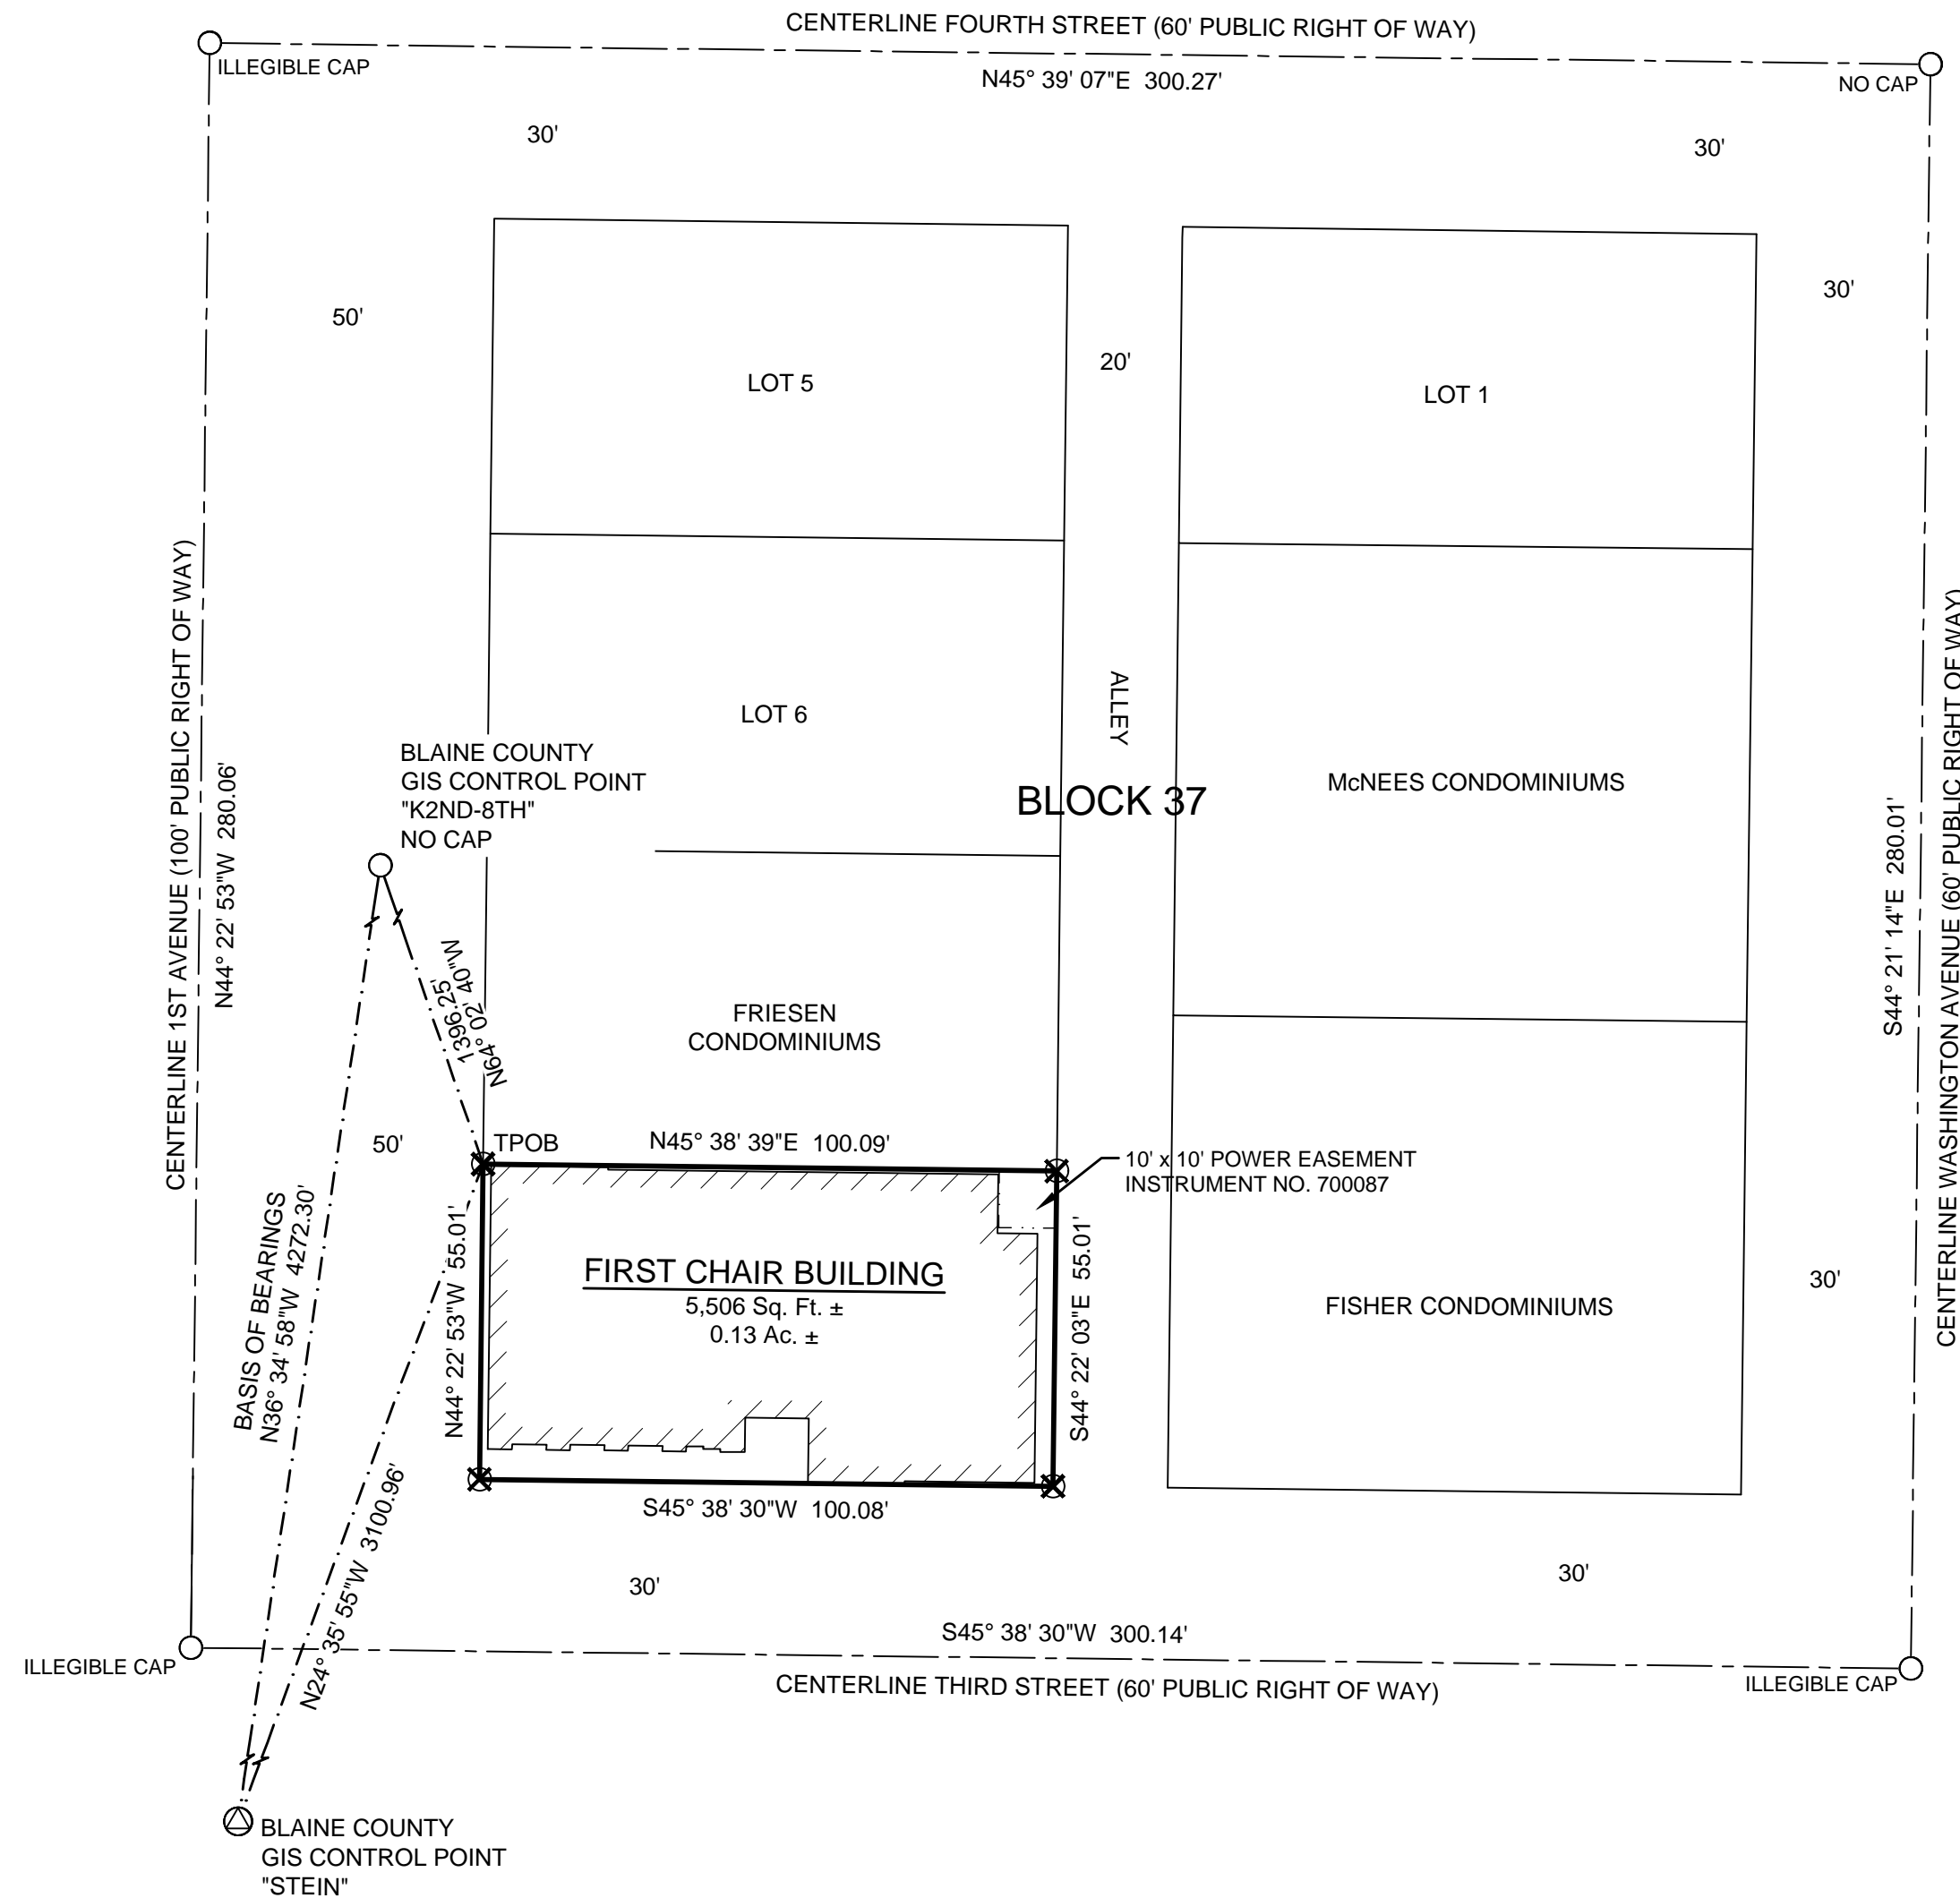 CENTERLINE FOURTH STREET (60' PUBLIC RIGHT OF WAY)
ILLEGIBLE CAP
N45° 39' 07"E 300.27'
NO CAP
30'
30'
50'
30'
20'
LOT 5
LOT 1
CENTERLINE 1ST AVENUE (100' PUBLIC RIGHT OF WAY)
N44° 22' 53"W 280.06'
LOT 6
ALLEY
BLOCK 37
McNEES CONDOMINIUMS
S44° 21' 14"E 280.01'
CENTERLINE WASHINGTON AVENUE (60' PUBLIC RIGHT OF WAY)
BLAINE COUNTY
GIS CONTROL POINT
"K2ND-8TH"
NO CAP
1396.25'
N64° 02' 40"W
FRIESEN
CONDOMINIUMS
50'
TPOB
N45° 38' 39"E 100.09'
10' x 10' POWER EASEMENT
INSTRUMENT NO. 700087
BASIS OF BEARINGS
N36° 34' 58"W 4272.30'
N44° 22' 53"W 55.01'
FIRST CHAIR BUILDING
5,506 Sq. Ft. ±
0.13 Ac. ±
S44° 22' 03"E 55.01'
FISHER CONDOMINIUMS
30'
S45° 38' 30"W 100.08'
N24° 35' 55"W 3100.96'
30'
30'
S45° 38' 30"W 300.14'
ILLEGIBLE CAP
CENTERLINE THIRD STREET (60' PUBLIC RIGHT OF WAY)
ILLEGIBLE CAP
BLAINE COUNTY
GIS CONTROL POINT
"STEIN"